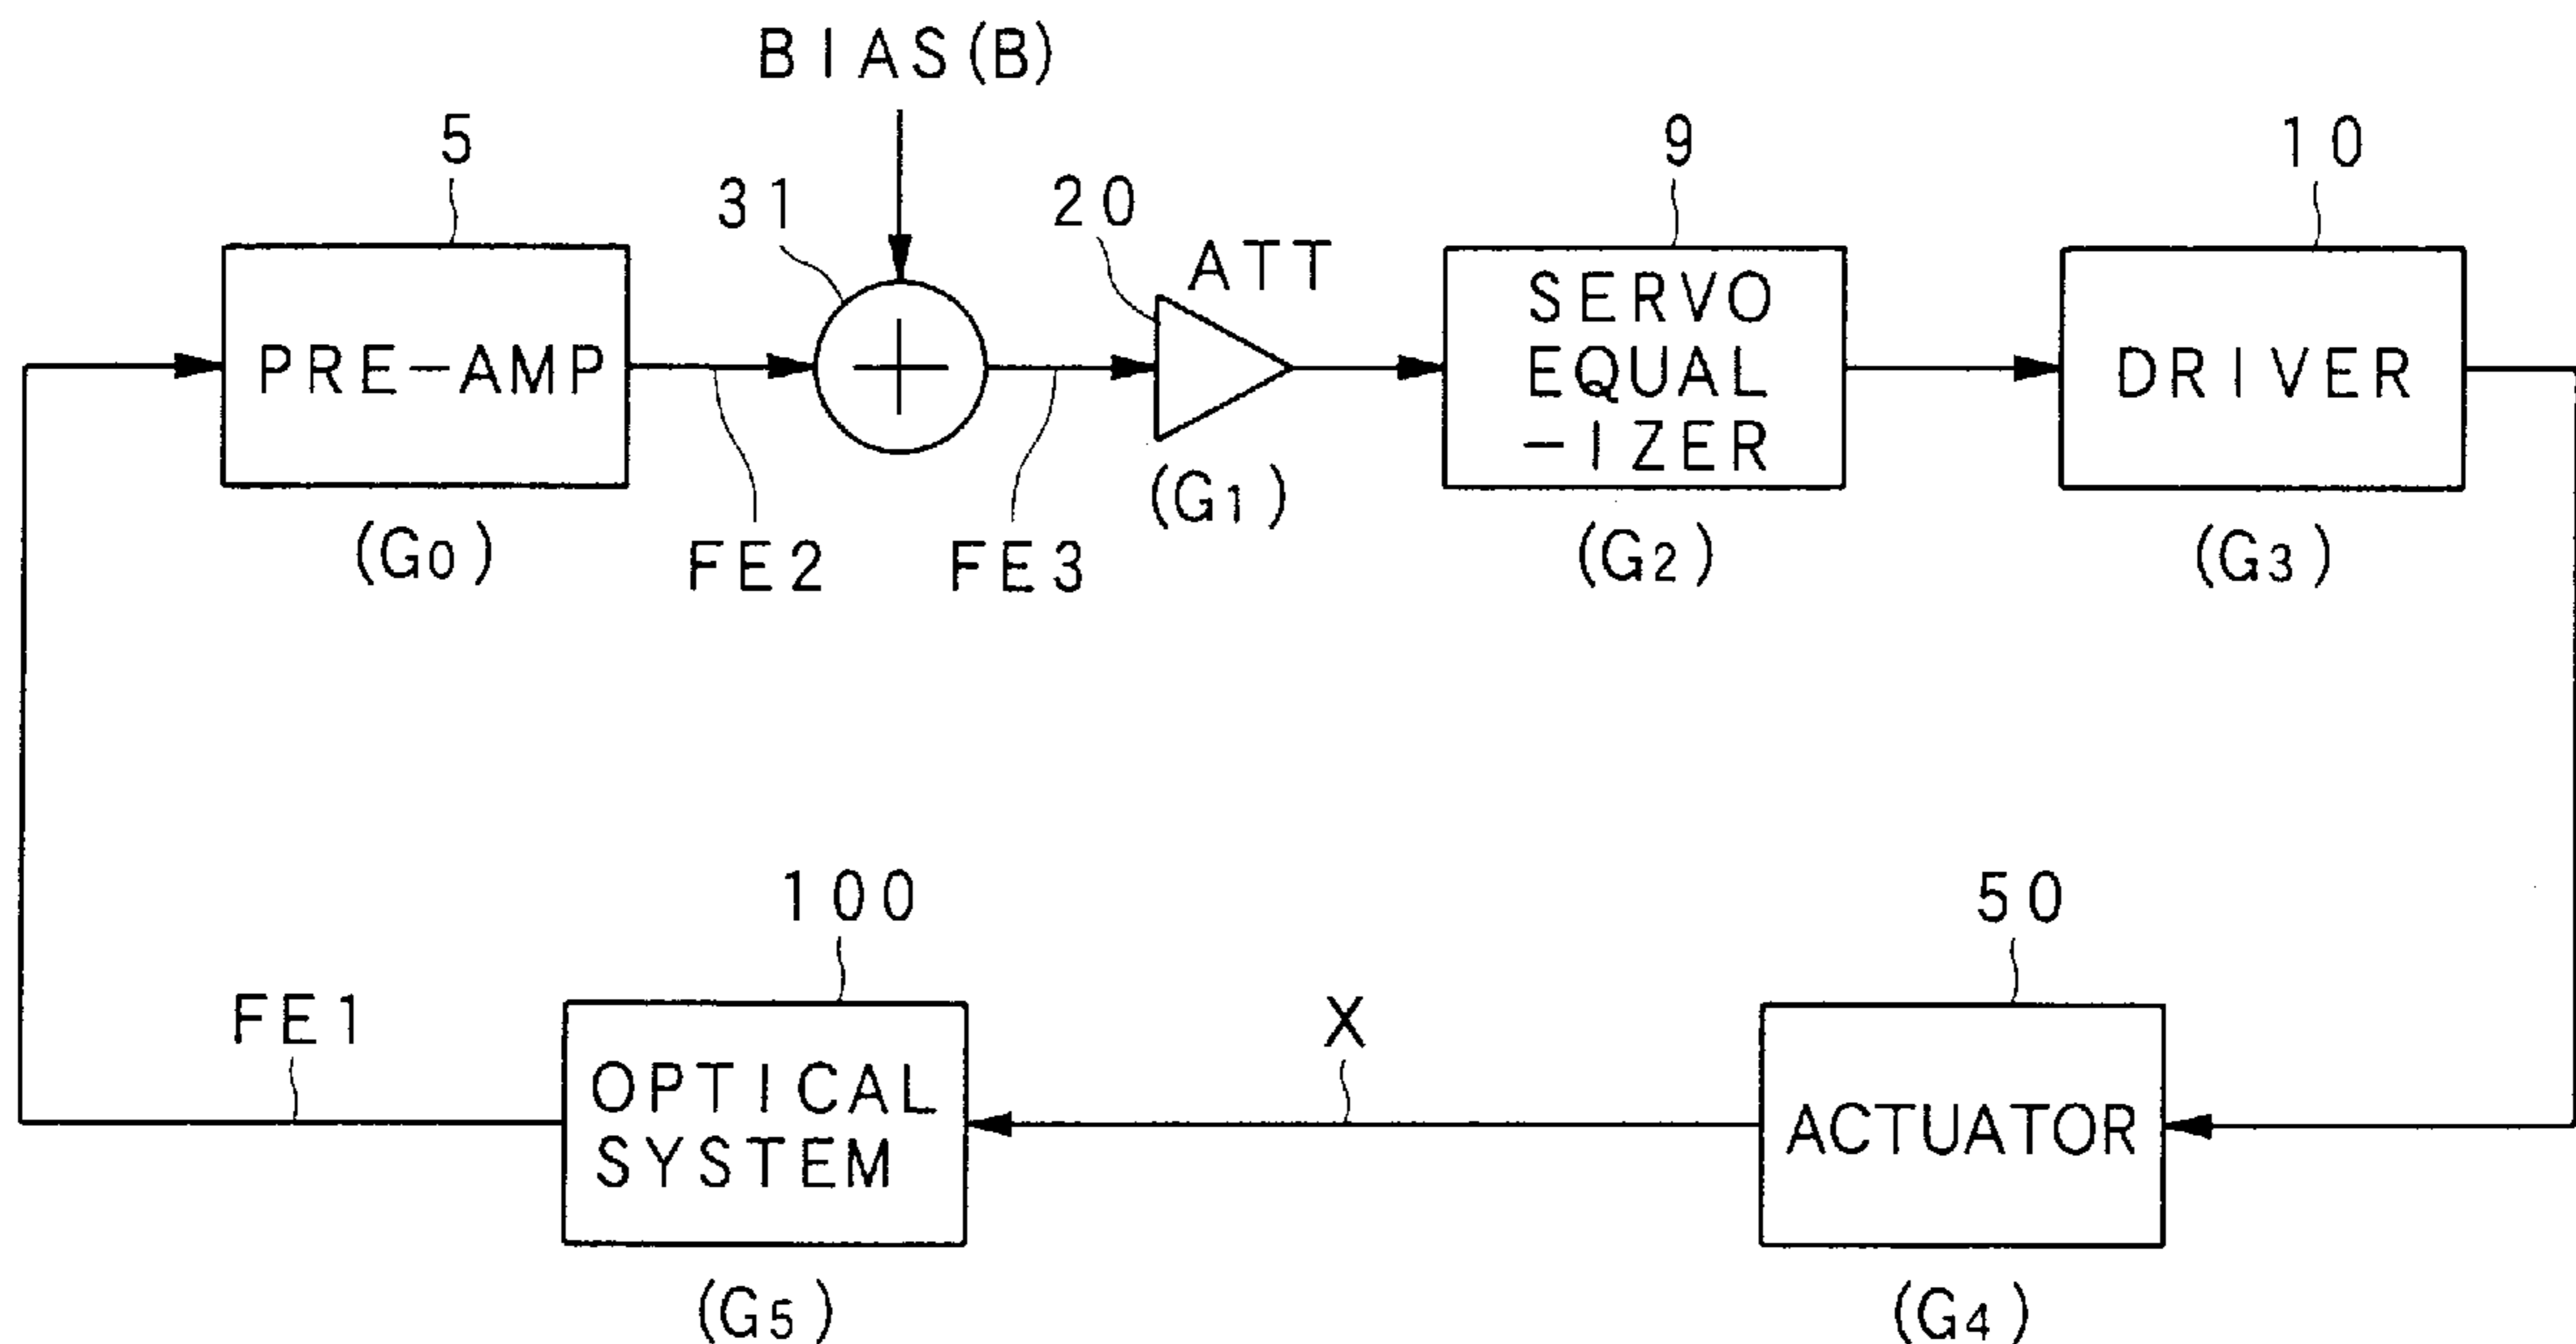 BIAS(B)
5
31
20
ATT
9
10
PRE-AMP
SERVO
EQUAL
-IZER
DRIVER
(G0)
FE2
FE3
(G1)
(G2)
(G3)
100
50
FE1
X
OPTICAL
SYSTEM
ACTUATOR
(G5)
(G4)